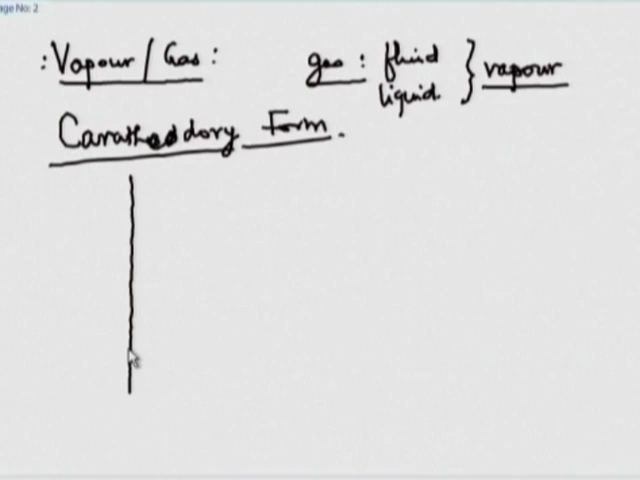 age No: 2
: Vapour / Gas :
gas : fluid
liquid } vapour
Caratheodory Form.